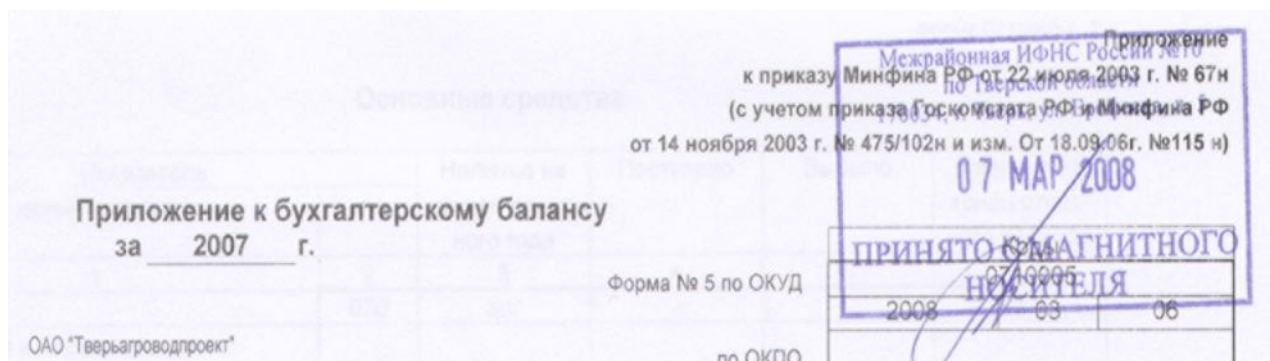 Приложение
к приказу Минфина РФ от 22 июля 2003 г. № 67н
(с учетом приказа Госкомстата РФ и Минфина РФ
от 14 ноября 2003 г. № 475/102н и изм. От 18.09.06г. №115 н)
Межрайонная ИФНС России №10
по Тверской области
07 МАР 2008
ПРИНЯТО С МАГНИТНОГО
НОСИТЕЛЯ
Приложение к бухгалтерскому балансу
за 2007 г.
Коды
Форма № 5 по ОКУД 0710005
2008 03 06
ОАО "Тверьагроводпроект"
по ОКПО